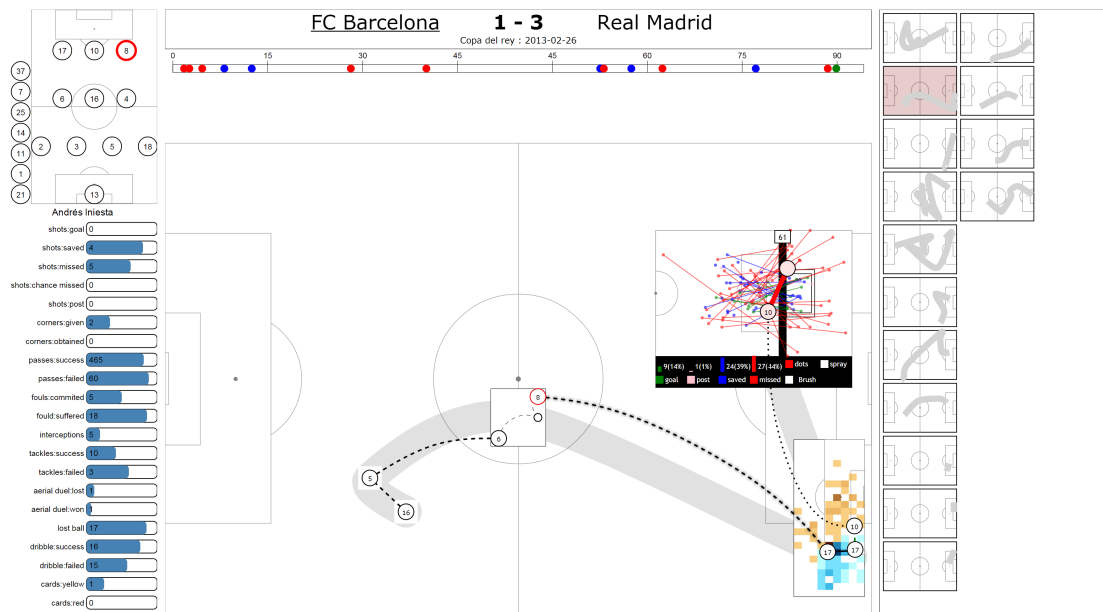 FC Barcelona 1 - 3 Real Madrid
Copa del rey : 2013-02-26
0 15 30 45 45 60 75 90
17 10 8
37
7
6 16 4
25
14
2 3 5 18
11
1
21
13
Andrés Iniesta
shots:goal 0
shots:saved 4
shots:missed 5
shots:chance missed 0
shots:post 0
corners:given 2
corners:obtained 0
passes:success 465
passes:failed 60
fouls:commited 5
fould:suffered 18
interceptions 5
tackles:success 10
tackles:failed 3
aerial duel:lost 1
aerial duel:won 1
lost ball 17
dribble:success 16
dribble:failed 15
cards:yellow 1
cards:red 0
61
10
9(14%) 1(1%) 24(39%) 27(44%) dots spray
goal post saved missed Brush
8
6
5
16
10
17 17